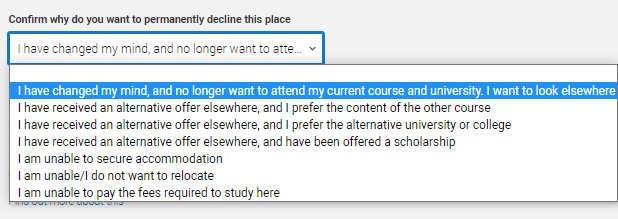 Confirm why do you want to permanently decline this place
I have changed my mind, and no longer want to atte...
I have changed my mind, and no longer want to attend my current course and university. I want to look elsewhere
I have received an alternative offer elsewhere, and I prefer the content of the other course
I have received an alternative offer elsewhere, and I prefer the alternative university or college
I have received an alternative offer elsewhere, and have been offered a scholarship
I am unable to secure accommodation
I am unable/I do not want to relocate
I am unable to pay the fees required to study here
Find out more about this